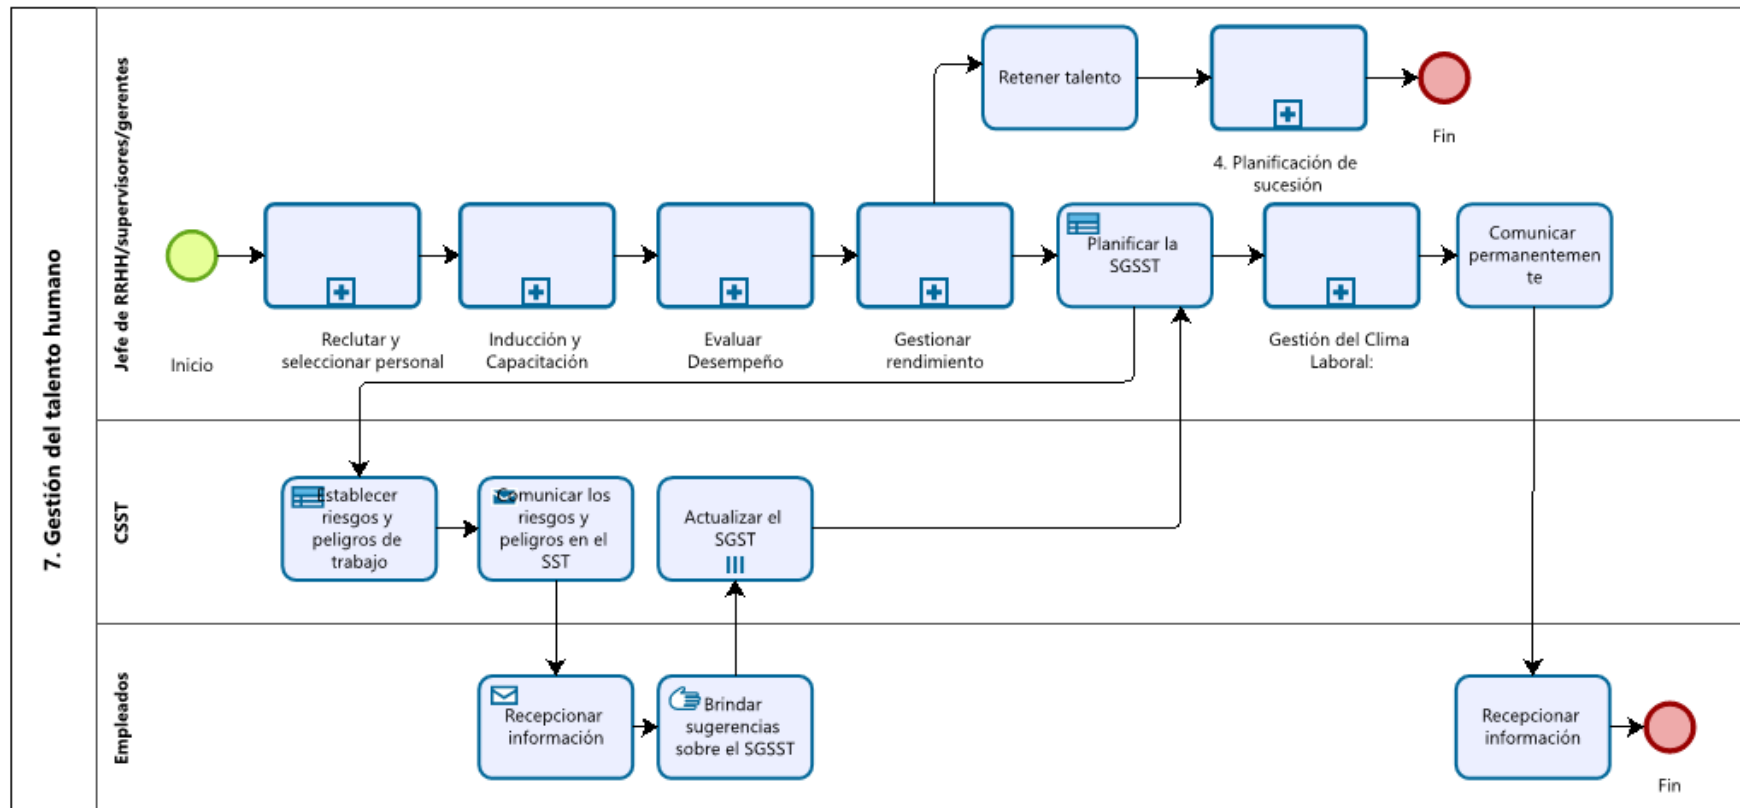 7. Gestión del talento humano
Jefe de RRHH/supervisores/gerentes
Retener talento
4. Planificación de
sucesión
Fin
Inicio
Reclutar y
seleccionar personal
Inducción y
Capacitación
Evaluar
Desempeño
Gestionar
rendimiento
Planificar la
SGSST
Gestión del Clima
Laboral:
Comunicar
permanentemen
te
CSST
Establecer
riesgos y
peligros de
trabajo
Comunicar los
riesgos y
peligros en el
SST
Actualizar el
SGST
Empleados
Recepcionar
información
Brindar
sugerencias
sobre el SGSST
Recepcionar
información
Fin